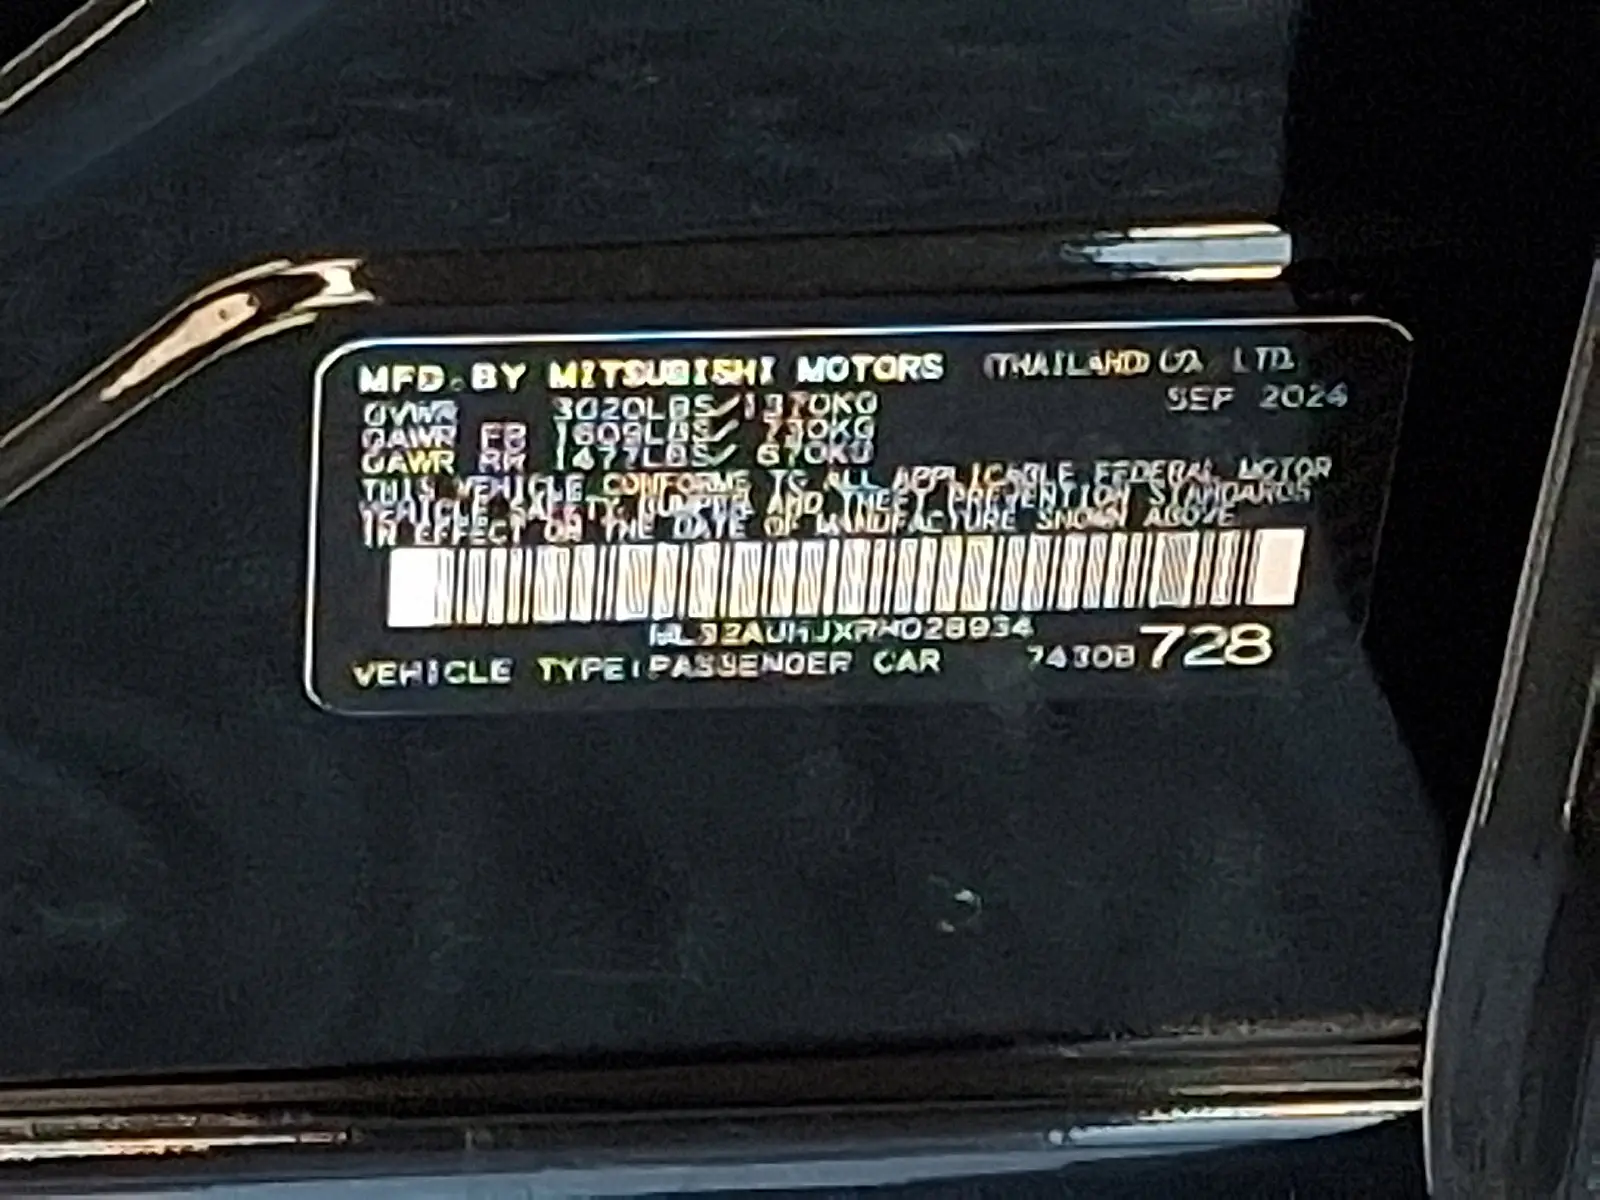 MFD. BY MITSUBISHI MOTORS (THAILAND) CO. LTD.
SEP 2024
GVWR 3020LBS/1370KG
GAWR FR 1609LBS/ 730KG
GAWR RR 1477LBS/ 670KG
THIS VEHICLE CONFORMS TO ALL APPLICABLE FEDERAL MOTOR
VEHICLE SAFETY, BUMPER AND THEFT PREVENTION STANDARDS
IN EFFECT ON THE DATE OF MANUFACTURE SHOWN ABOVE
VEHICLE TYPE:PASSENGER CAR 728